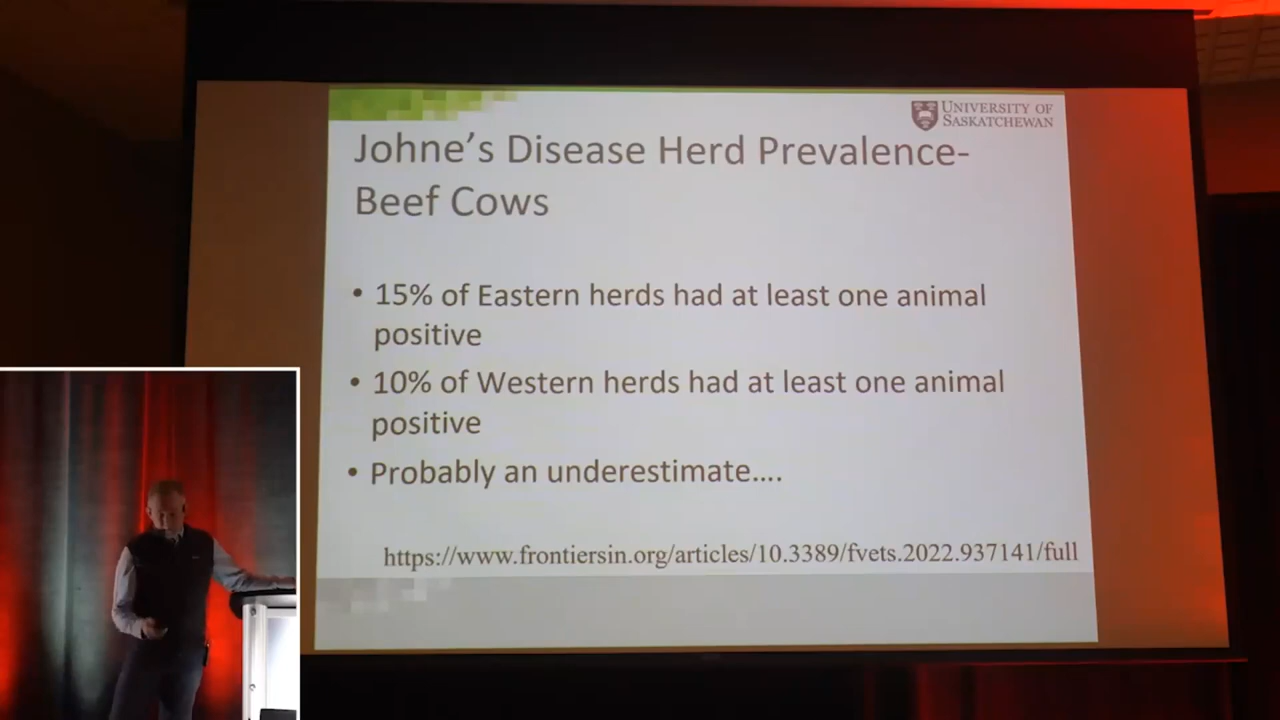 UNIVERSITY OF
SASKATCHEWAN
Johne’s Disease Herd Prevalence-
Beef Cows
• 15% of Eastern herds had at least one animal
positive
• 10% of Western herds had at least one animal
positive
• Probably an underestimate....
https://www.frontiersin.org/articles/10.3389/fvets.2022.937141/full